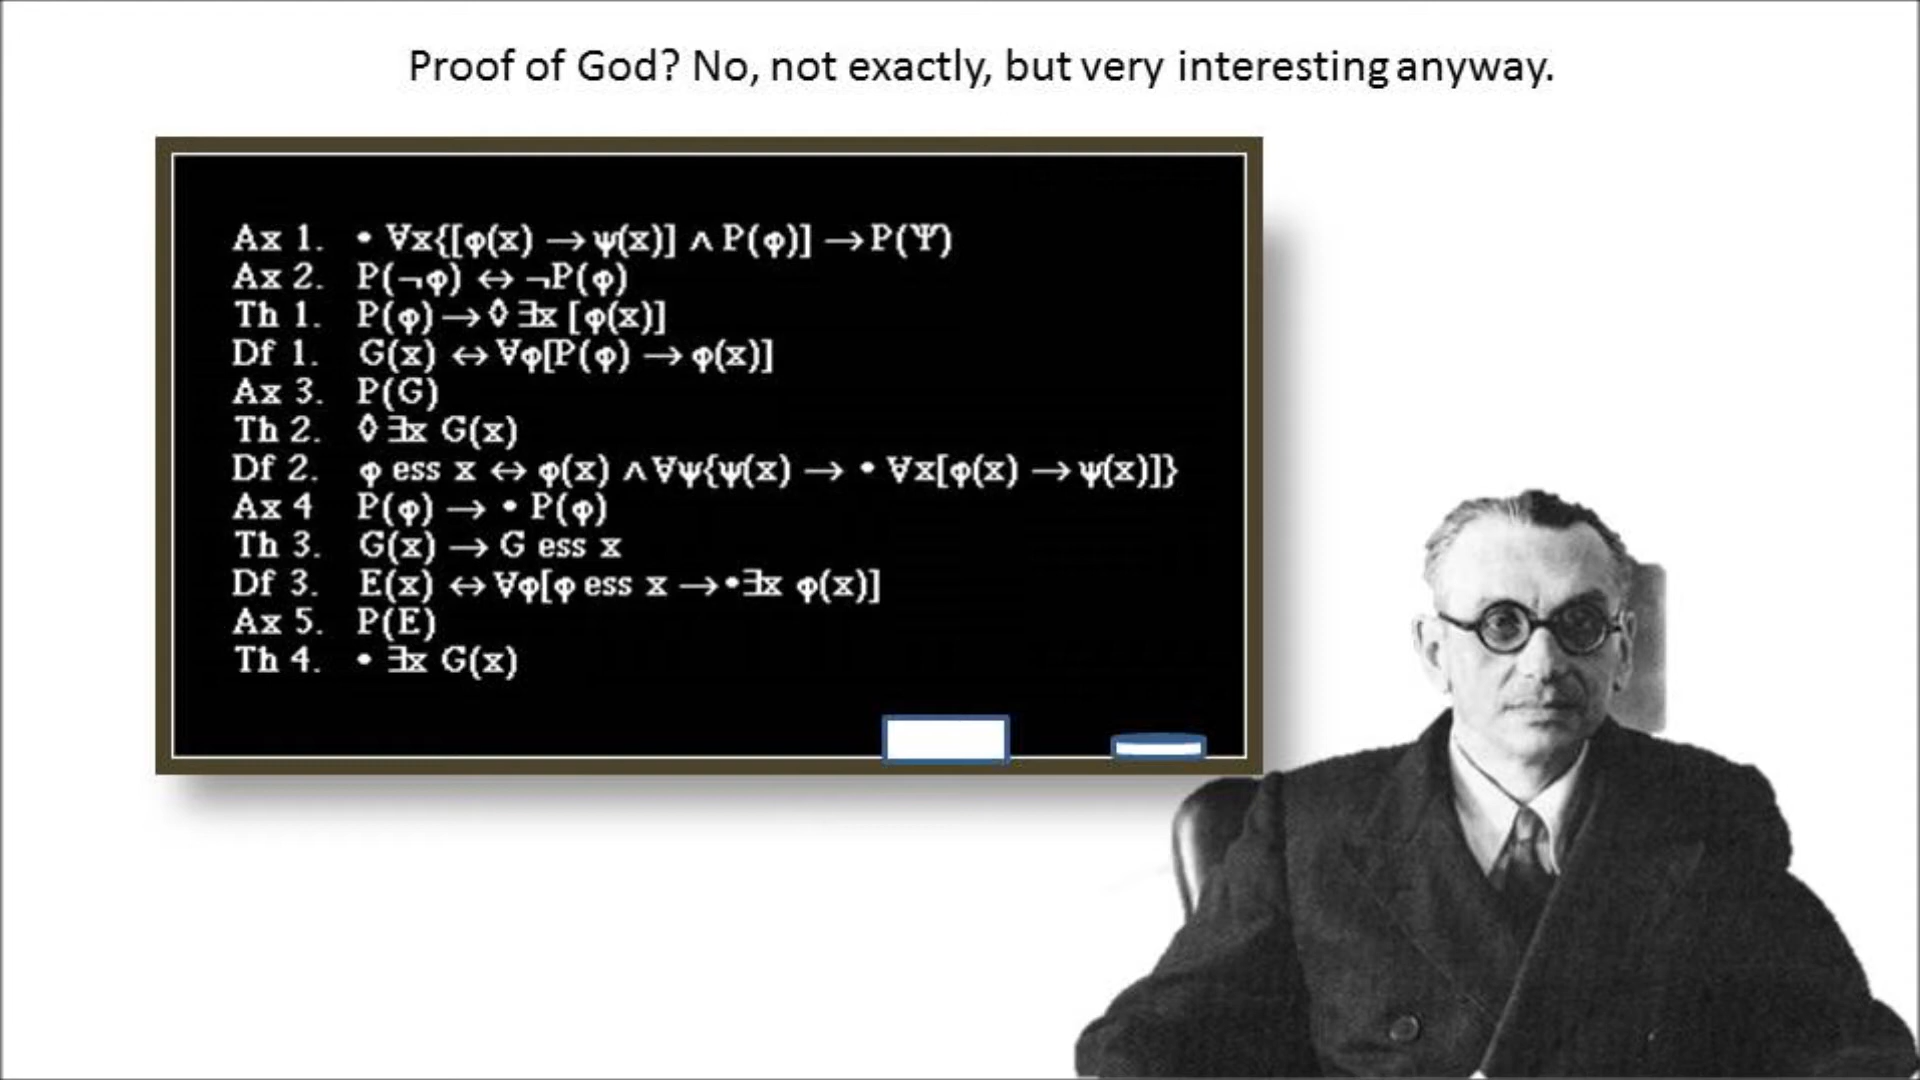 Proof of God? No, not exactly, but very interesting anyway.
Ax 1. • ∀x{[φ(x) → ψ(x)] ∧ P(φ)] → P(Ψ)
Ax 2. P(¬φ) ↔ ¬P(φ)
Th 1. P(φ) → ◊ ∃x [φ(x)]
Df 1. G(x) ↔ ∀φ[P(φ) → φ(x)]
Ax 3. P(G)
Th 2. ◊ ∃x G(x)
Df 2. φ ess x ↔ φ(x) ∧ ∀ψ{ψ(x) → • ∀x[φ(x) → ψ(x)]}
Ax 4 P(φ) → • P(φ)
Th 3. G(x) → G ess x
Df 3. E(x) ↔ ∀φ[φ ess x → • ∃x φ(x)]
Ax 5. P(E)
Th 4. • ∃x G(x)